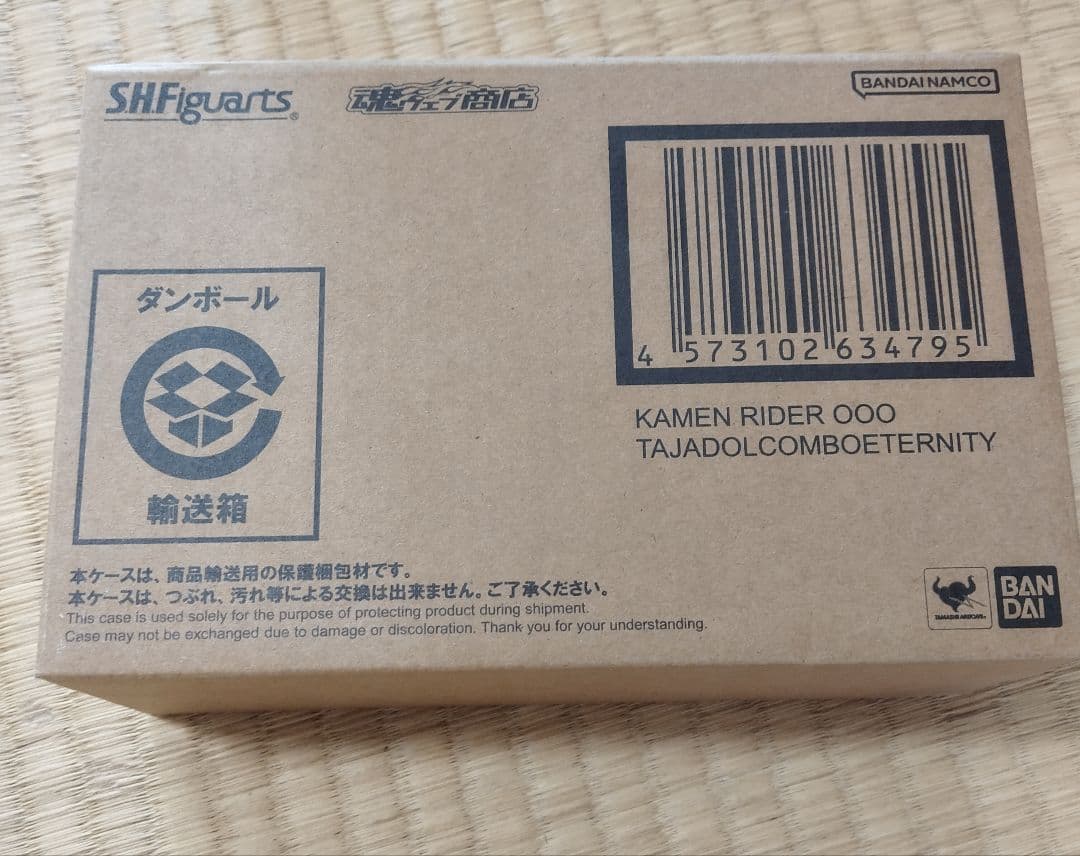 S.H.Figuarts®
魂ウェブ商店
BANDAI NAMCO
4 573102 634795
KAMEN RIDER OOO
TAJADOLCOMBOETERNITY
ダンボール
輸送箱
本ケースは、商品輸送用の保護梱包材です。
本ケースは、つぶれ、汚れ等による交換は出来ません。ご了承ください。
This case is used solely for the purpose of protecting product during shipment.
Case may not be exchanged due to damage or discoloration. Thank you for your understanding.
TAMASHII NATIONS
BAN
DAI